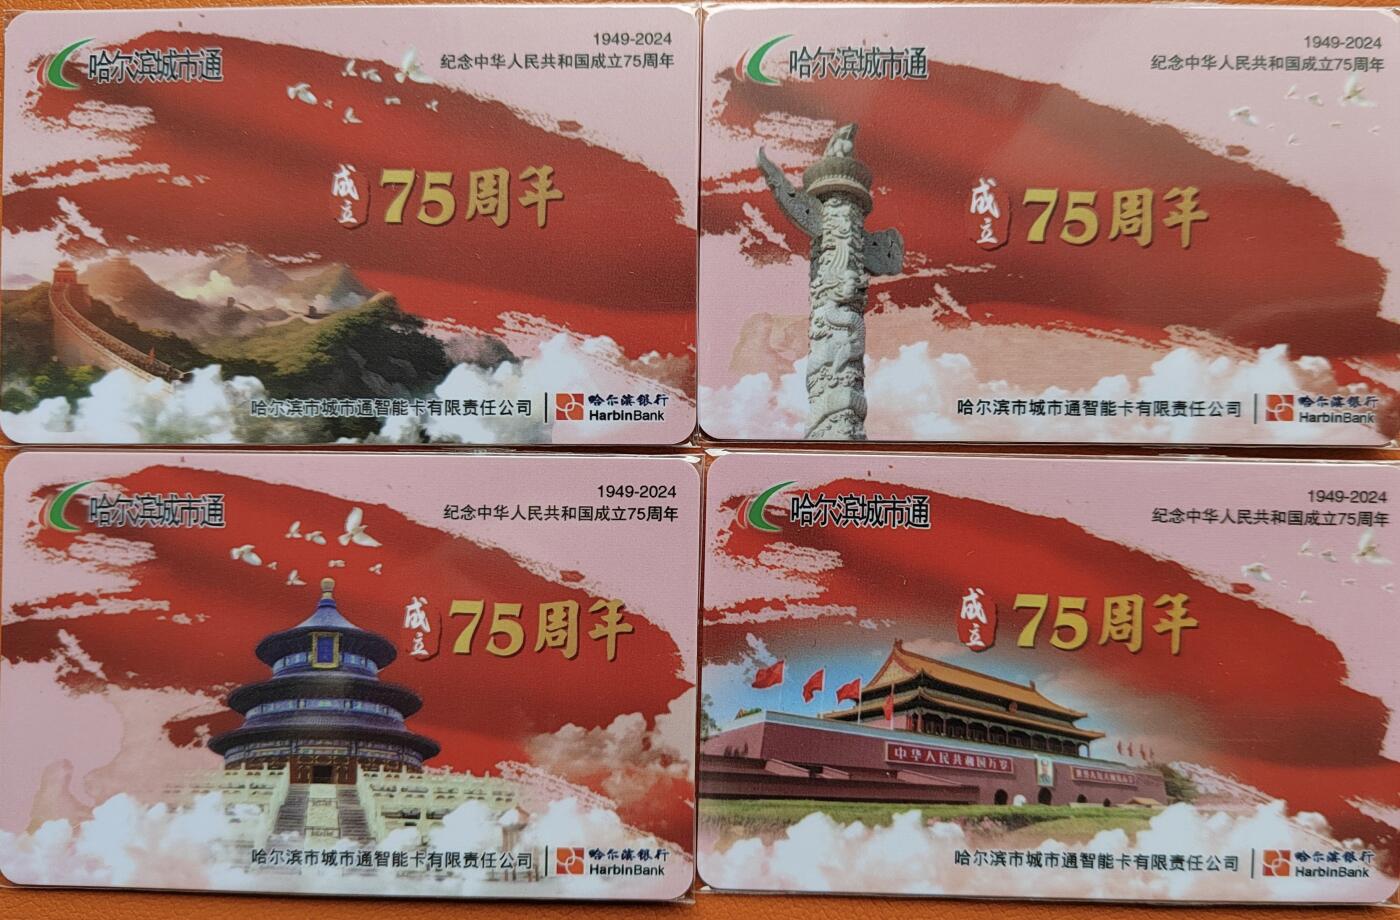 哈尔滨城市通
1949-2024
纪念中华人民共和国成立75周年
成立 75周年
哈尔滨市城市通智能卡有限责任公司
哈尔滨银行
HarbinBank
哈尔滨城市通
1949-2024
纪念中华人民共和国成立75周年
成立 75周年
哈尔滨市城市通智能卡有限责任公司
哈尔滨银行
HarbinBank
哈尔滨城市通
1949-2024
纪念中华人民共和国成立75周年
成立 75周年
哈尔滨市城市通智能卡有限责任公司
哈尔滨银行
HarbinBank
哈尔滨城市通
1949-2024
纪念中华人民共和国成立75周年
成立 75周年
中华人民共和国万岁
哈尔滨市城市通智能卡有限责任公司
哈尔滨银行
HarbinBank